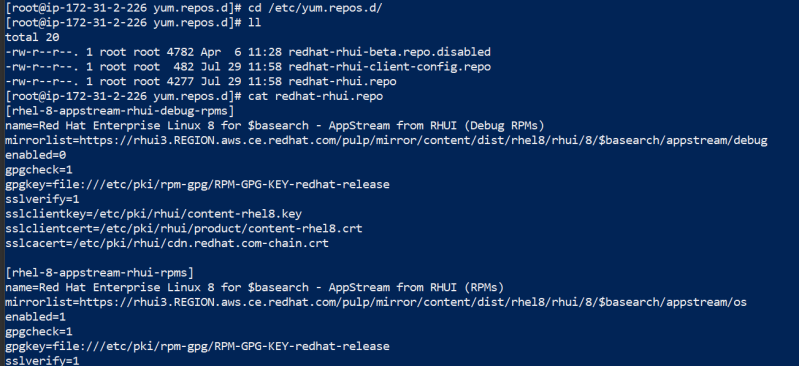 [root@ip-172-31-2-226 yum.repos.d]# cd /etc/yum.repos.d/
[root@ip-172-31-2-226 yum.repos.d]# ll
total 20
-rw-r--r--. 1 root root 4782 Apr  6 11:28 redhat-rhui-beta.repo.disabled
-rw-r--r--. 1 root root  482 Jul 29 11:58 redhat-rhui-client-config.repo
-rw-r--r--. 1 root root 4277 Jul 29 11:58 redhat-rhui.repo
[root@ip-172-31-2-226 yum.repos.d]# cat redhat-rhui.repo
[rhel-8-appstream-rhui-debug-rpms]
name=Red Hat Enterprise Linux 8 for $basearch - AppStream from RHUI (Debug RPMs)
mirrorlist=https://rhui3.REGION.aws.ce.redhat.com/pulp/mirror/content/dist/rhel8/rhui/8/$basearch/appstream/debug
enabled=0
gpgcheck=1
gpgkey=file:///etc/pki/rpm-gpg/RPM-GPG-KEY-redhat-release
sslverify=1
sslclientkey=/etc/pki/rhui/content-rhel8.key
sslclientcert=/etc/pki/rhui/product/content-rhel8.crt
sslcacert=/etc/pki/rhui/cdn.redhat.com-chain.crt
[rhel-8-appstream-rhui-rpms]
name=Red Hat Enterprise Linux 8 for $basearch - AppStream from RHUI (RPMs)
mirrorlist=https://rhui3.REGION.aws.ce.redhat.com/pulp/mirror/content/dist/rhel8/rhui/8/$basearch/appstream/os
enabled=1
gpgcheck=1
gpgkey=file:///etc/pki/rpm-gpg/RPM-GPG-KEY-redhat-release
sslverify=1